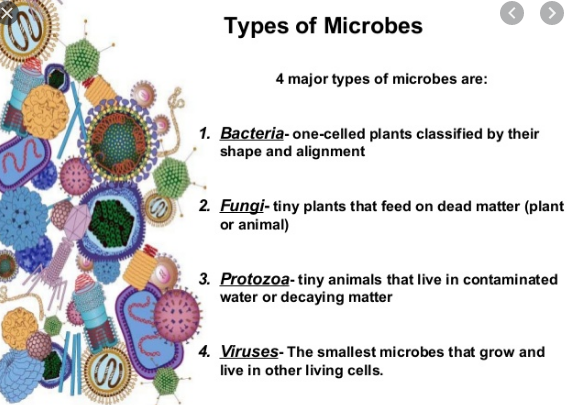 Types of Microbes
4 major types of microbes are:
1. Bacteria- one-celled plants classified by their
shape and alignment
2. Fungi- tiny plants that feed on dead matter (plant
or animal)
3. Protozoa- tiny animals that live in contaminated
water or decaying matter
4. Viruses- The smallest microbes that grow and
live in other living cells.